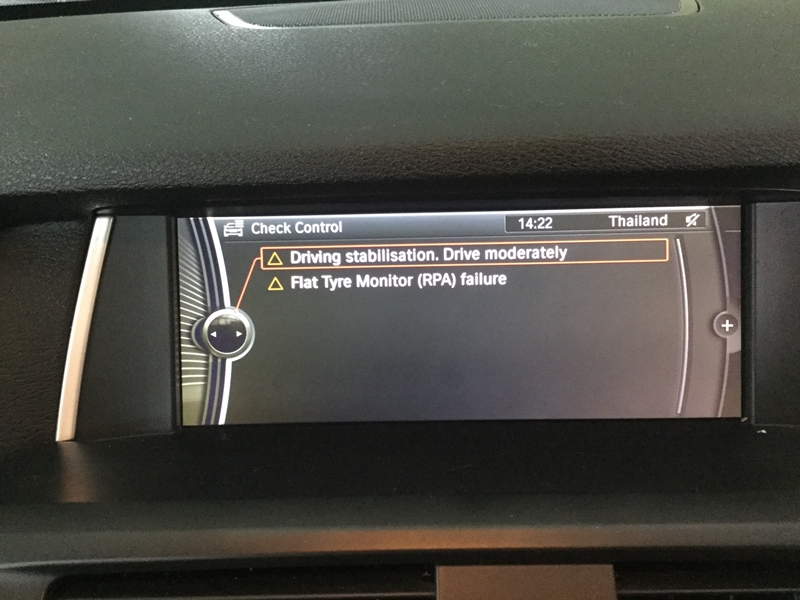 Check Control
14:22
Thailand
Driving stabilisation. Drive moderately
Flat Tyre Monitor (RPA) failure